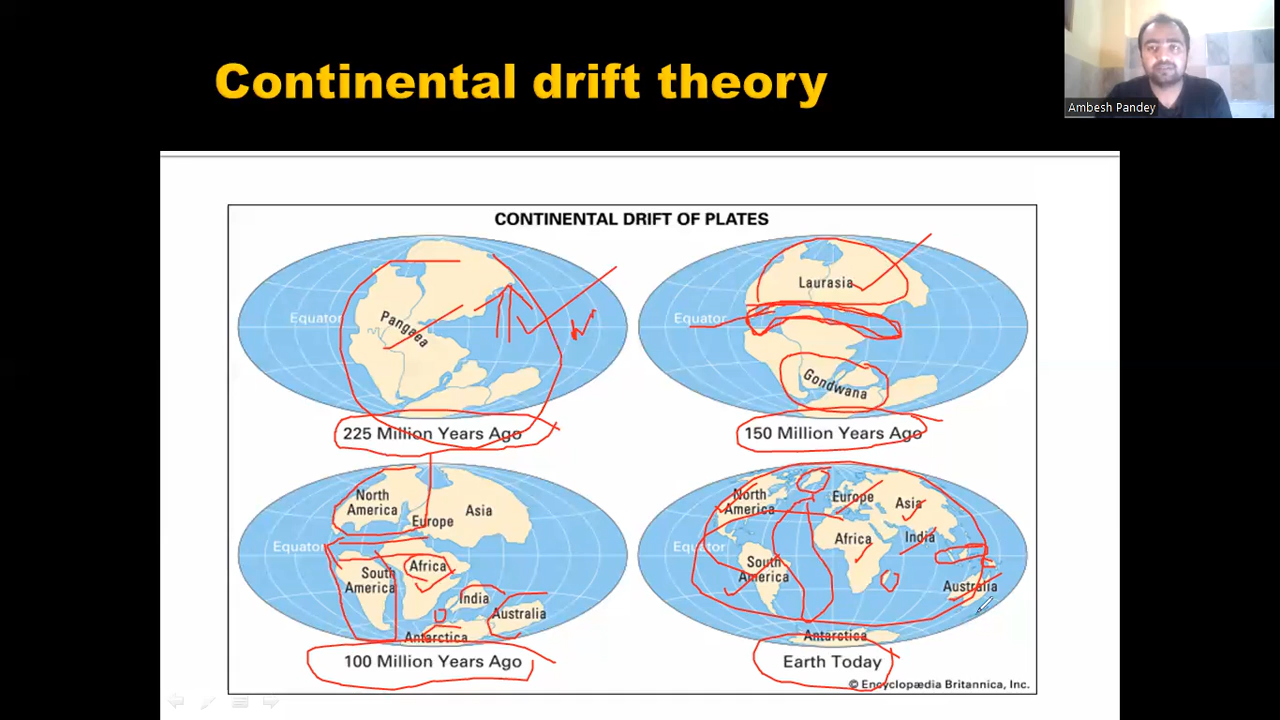 Continental drift theory
Ambesh Pandey
CONTINENTAL DRIFT OF PLATES
Equator
Pangaea
225 Million Years Ago
Laurasia
Equator
Gondwana
150 Million Years Ago
North
America
Europe
Asia
Equator
Africa
South
America
India
Australia
Antarctica
100 Million Years Ago
North
America
Europe
Asia
Equator
Africa
India
South
America
Australia
Antarctica
Earth Today
© Encyclopædia Britannica, Inc.